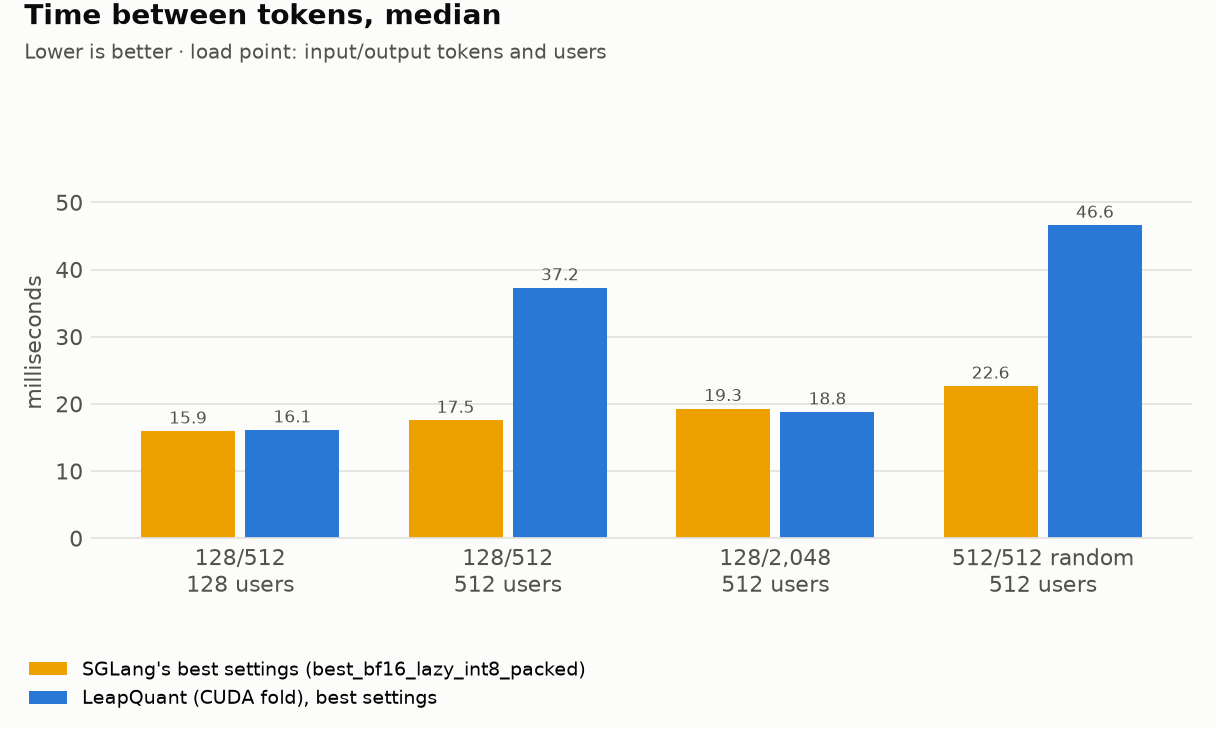 Time between tokens, median
Lower is better · load point: input/output tokens and users
milliseconds
50
40
30
20
10
0
15.9
16.1
17.5
37.2
19.3
18.8
22.6
46.6
128/512
128 users
128/512
512 users
128/2,048
512 users
512/512 random
512 users
SGLang's best settings (best_bf16_lazy_int8_packed)
LeapQuant (CUDA fold), best settings